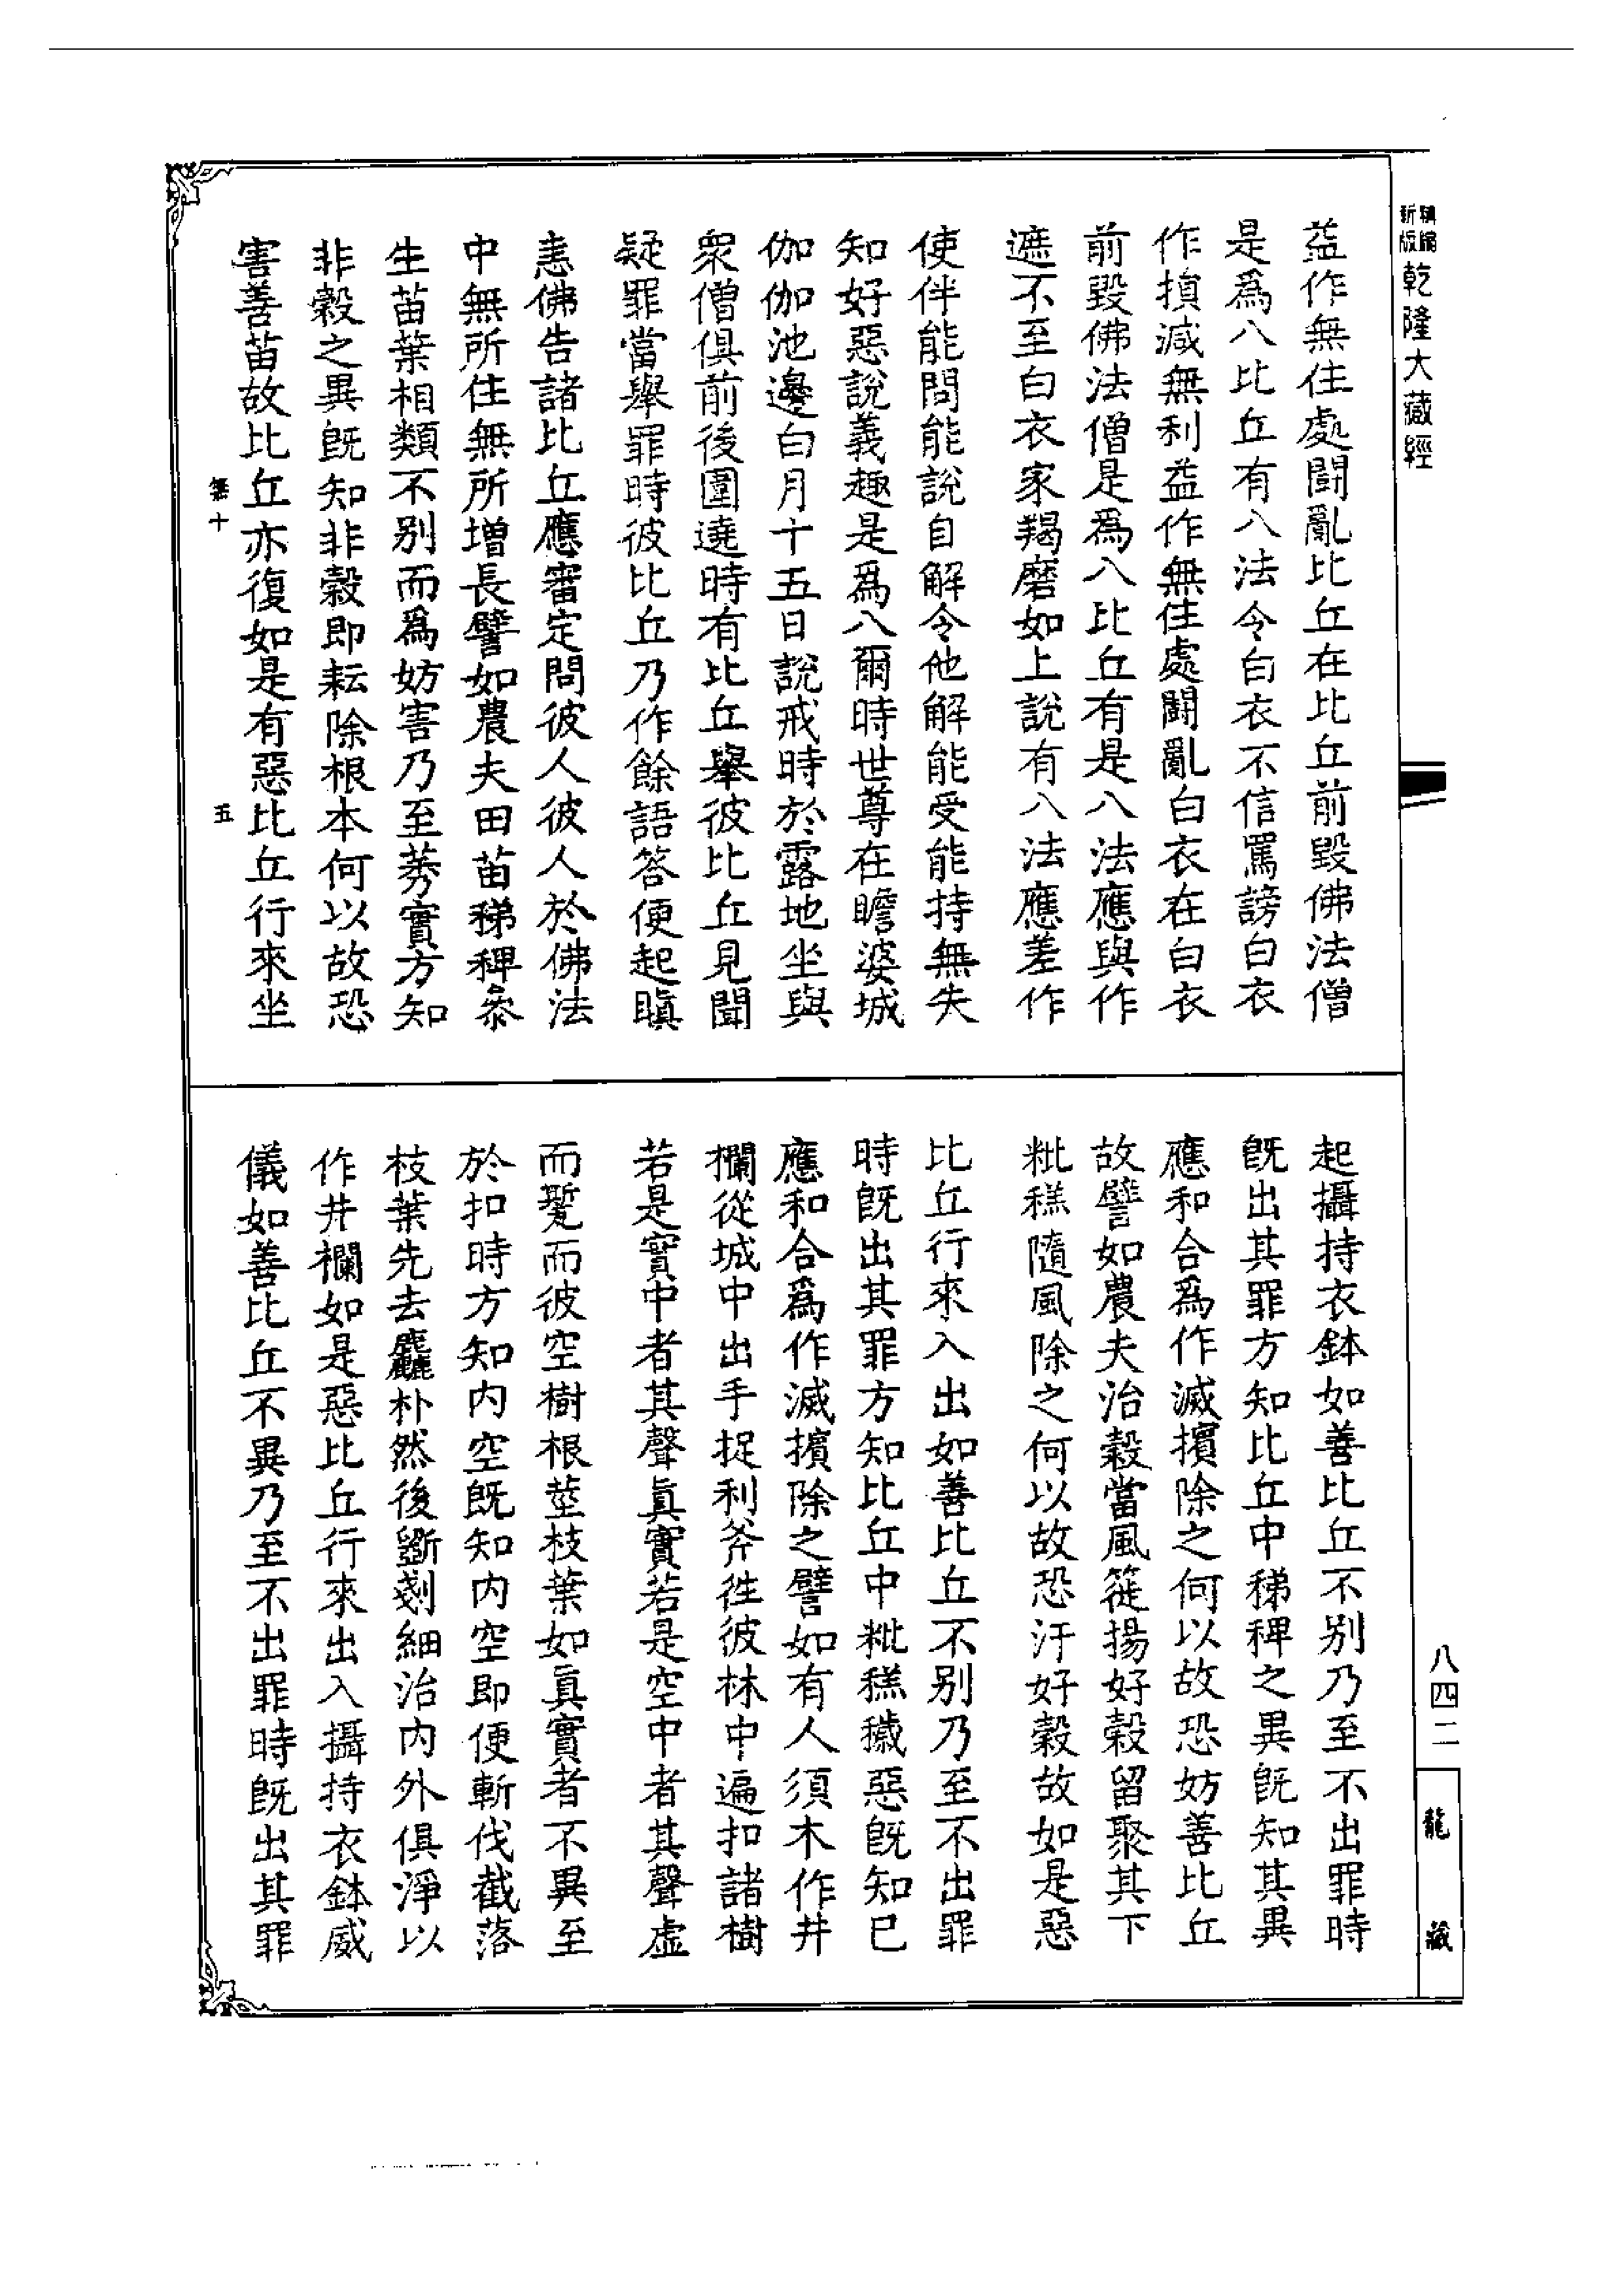 新版
精編
乾隆大藏經
益作無住處鬪亂比丘在比丘前毀佛法僧
是爲八比丘有八法令白衣不信罵謗白衣
作損減無利益作無住處鬪亂白衣在白衣
前毀佛法僧是爲八比丘有是八法應與作
遮不至白衣家羯磨如上說有八法應差作
使伴能問能說自解令他解能受能持無失
知好惡說義趣是爲八爾時世尊在瞻婆城
伽伽池邊白月十五日說戒時於露地坐與
衆僧俱前後圍遶時有比丘舉彼比丘見聞
疑罪當舉罪時彼比丘乃作餘語答便起瞋
恚佛告諸比丘應審定問彼人彼人於佛法
中無所住無所增長譬如農夫田苗稊稗參
生苗葉相類不别而爲妨害乃至莠實方知
非穀之異旣知非穀即耘除根本何以故恐
害善苗故比丘亦復如是有惡比丘行來坐
無十
五
起攝持衣鉢如善比丘不别乃至不出罪時
旣出其罪方知比丘中稊稗之異旣知其異
應和合爲作滅擯除之何以故恐妨善比丘
故譬如農夫治穀當風簁揚好穀留聚其下
粃穅隨風除之何以故恐汙好穀故如是惡
比丘行來入出如善比丘不别乃至不出罪
時旣出其罪方知比丘中粃穅穢惡旣知已
應和合爲作滅擯除之譬如有人須木作井
欄從城中出手捉利斧徃彼林中遍扣諸樹
若是實中者其聲眞實若是空中者其聲虛
而䨲而彼空樹根莖枝葉如眞實者不異至
於扣時方知内空旣知内空即便斬伐截落
枝葉先去麤朴然後斵剗細治内外俱淨以
作井欄如是惡比丘行來出入攝持衣鉢威
儀如善比丘不異乃至不出罪時旣出其罪
八四二
龍藏